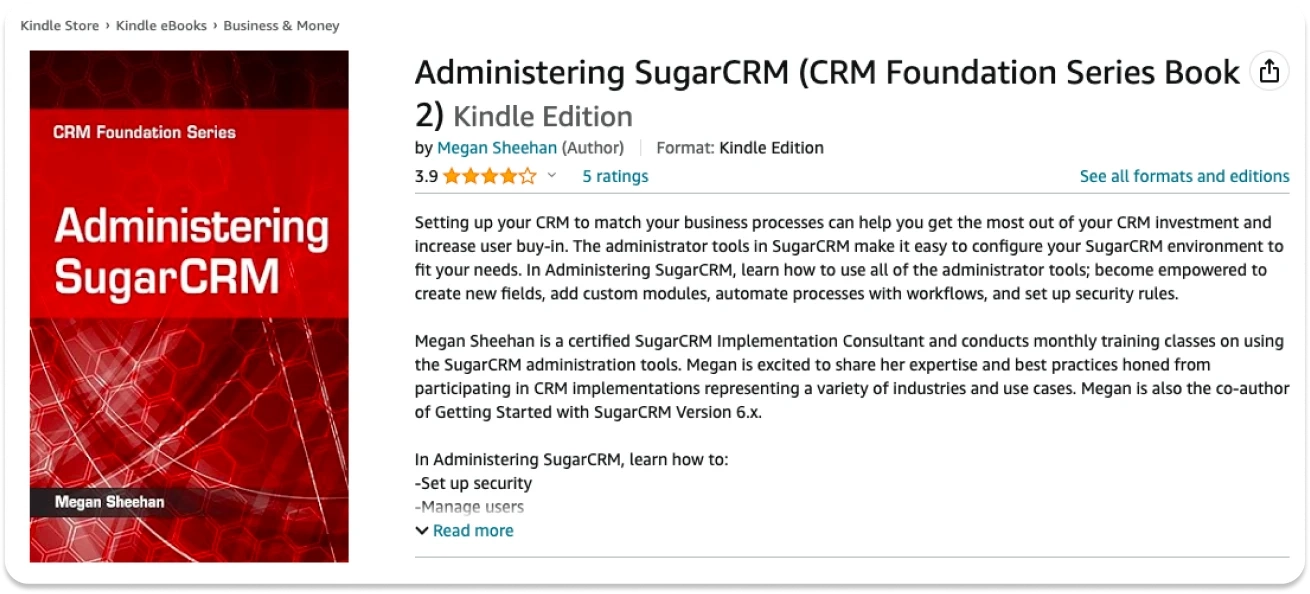 Kindle Store › Kindle eBooks › Business & Money
CRM Foundation Series
Administering
SugarCRM
Megan Sheehan
Administering SugarCRM (CRM Foundation Series Book
2) Kindle Edition
by Megan Sheehan (Author) Format: Kindle Edition
3.9 5 ratings See all formats and editions
Setting up your CRM to match your business processes can help you get the most out of your CRM investment and
increase user buy-in. The administrator tools in SugarCRM make it easy to configure your SugarCRM environment to
fit your needs. In Administering SugarCRM, learn how to use all of the administrator tools; become empowered to
create new fields, add custom modules, automate processes with workflows, and set up security rules.
Megan Sheehan is a certified SugarCRM Implementation Consultant and conducts monthly training classes on using
the SugarCRM administration tools. Megan is excited to share her expertise and best practices honed from
participating in CRM implementations representing a variety of industries and use cases. Megan is also the co-author
of Getting Started with SugarCRM Version 6.x.
In Administering SugarCRM, learn how to:
-Set up security
-Manage users
Read more